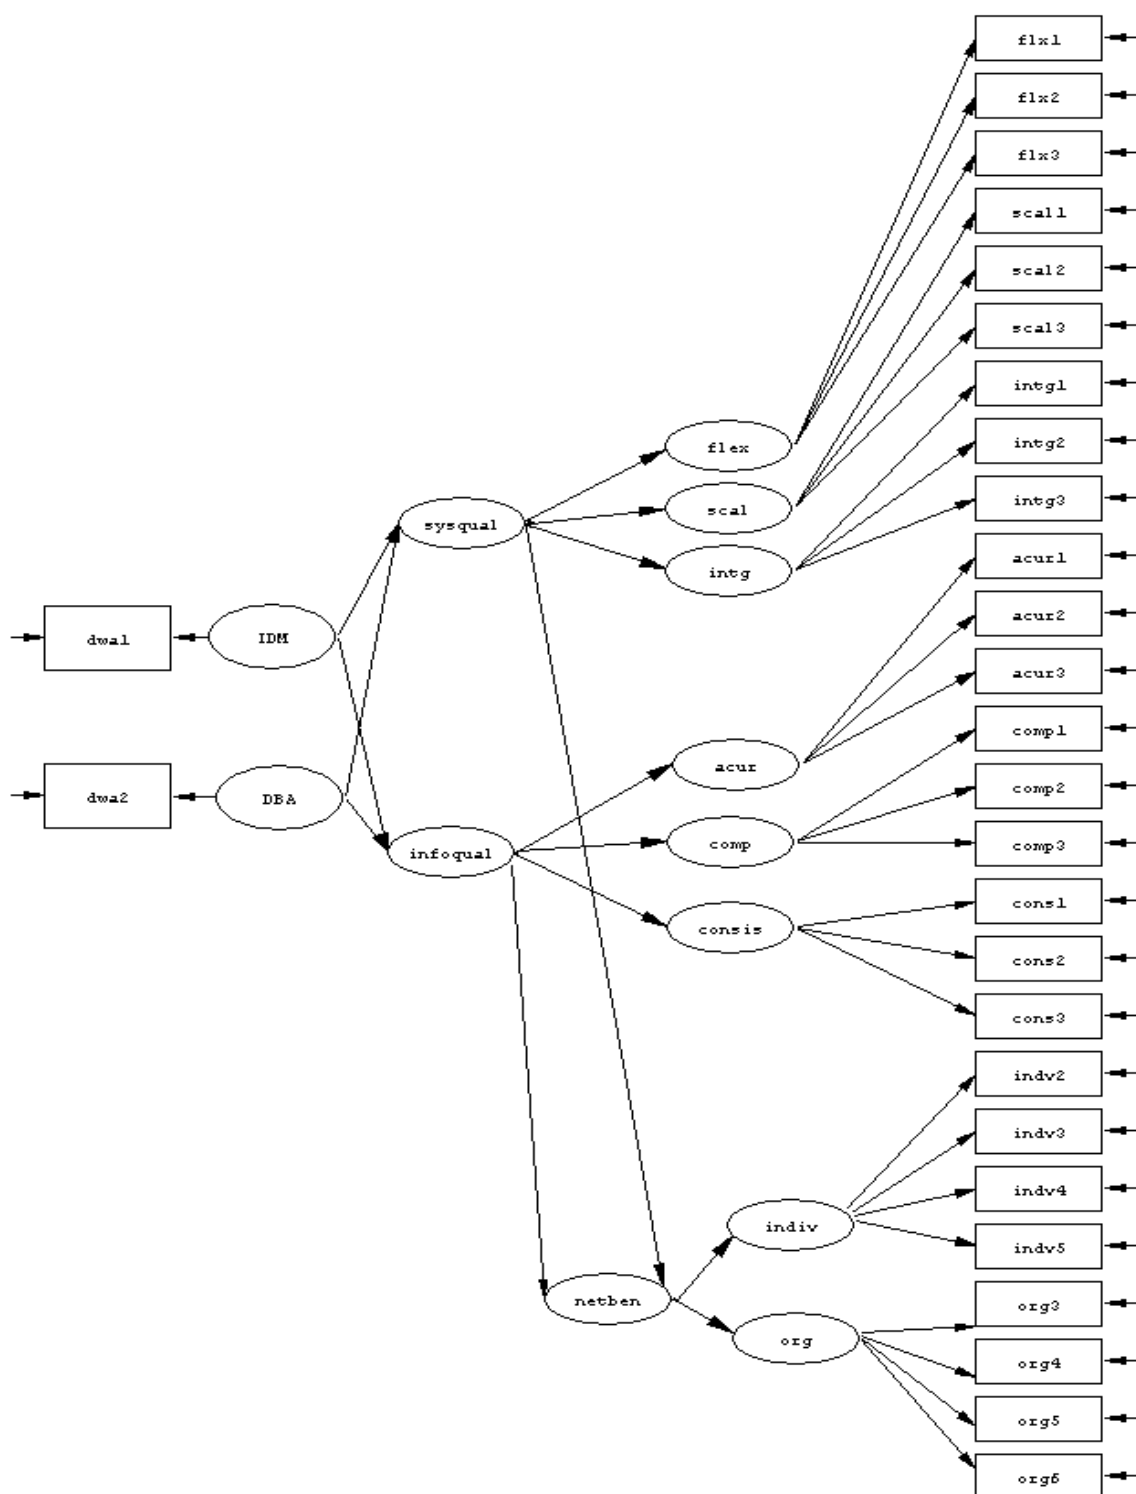 flx1
flx2
flx3
scal1
scal2
scal3
intg1
flex
intg2
scal
intg3
sysqual
intg
acur1
acur2
dwa1
IDM
acur3
comp1
acur
dwa2
DBA
comp2
infoqual
comp
comp3
cons1
consis
cons2
cons3
indv2
indv3
indv4
indiv
indv5
netben
org3
org
org4
org5
org6